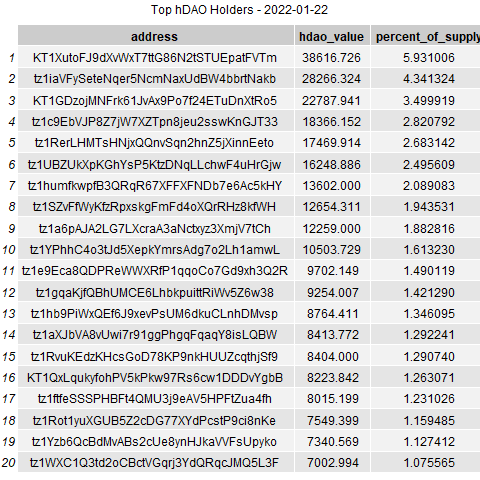 Top hDAO Holders - 2022-01-22
address hdao_value percent_of_supply
1 KT1XutoFJ9dXvWxT7ttG86N2tSTUEpatFVTm 38616.726 5.931006
2 tz1iaVFySeteNqer5NcmNaxUdBW4bbrtNakb 28266.324 4.341324
3 KT1GDzojMNFrk61JvAx9Po7f24ETuDnXtRo5 22787.941 3.499919
4 tz1c9EbVJP8Z7jW7XZTpn8jeu2sswKnGJT33 18366.152 2.820792
5 tz1RerLHMTsHNjxQQnvSqn2hnZ5jXinnEeto 17469.914 2.683142
6 tz1UBZUkXpKGhYsP5KtzDNqLLchwF4uHrGjw 16248.886 2.495609
7 tz1humfkwpfB3QRqR67XFFXFNDb7e6Ac5kHY 13602.000 2.089083
8 tz1SZvFfWyKfzRpxskgFmFd4oXQrRHz8kfWH 12654.311 1.943531
9 tz1a6pAJA2LG7LXcraA3aNctxyz3XmjV7tCh 12259.000 1.882816
10 tz1YPhhC4o3tJd5XepkYmrsAdg7o2Lh1amwL 10503.729 1.613230
11 tz1e9Eca8QDPReWWXRfP1qqoCo7Gd9xh3Q2R 9702.149 1.490119
12 tz1gqaKjfQBhUMCE6LhbkpuittRiWv5Z6w38 9254.007 1.421290
13 tz1hb9PiWxQEf6J9xevPsUM6dkuCLnhDMvsp 8764.411 1.346095
14 tz1aXJbVA8vUwi7r91ggPhgqFqaqY8isLQBW 8413.772 1.292241
15 tz1RvuKEdzKHcsGoD78KP9nkHUUZcqthjSf9 8404.000 1.290740
16 KT1QxLqukyfohPV5kPkw97Rs6cw1DDDvYgbB 8223.842 1.263071
17 tz1ftfeSSSPHBFt4QMU3j9eAV5HPFtZua4fh 8015.199 1.231026
18 tz1Rot1yuXGUB5Z2cDG77XYdPcstP9ci8nKe 7549.399 1.159485
19 tz1Yzb6QcBdMvABs2cUe8ynHJkaVVFsUpyko 7340.569 1.127412
20 tz1WXC1Q3td2oCBctVGqrj3YdQRqcJMQ5L3F 7002.994 1.075565